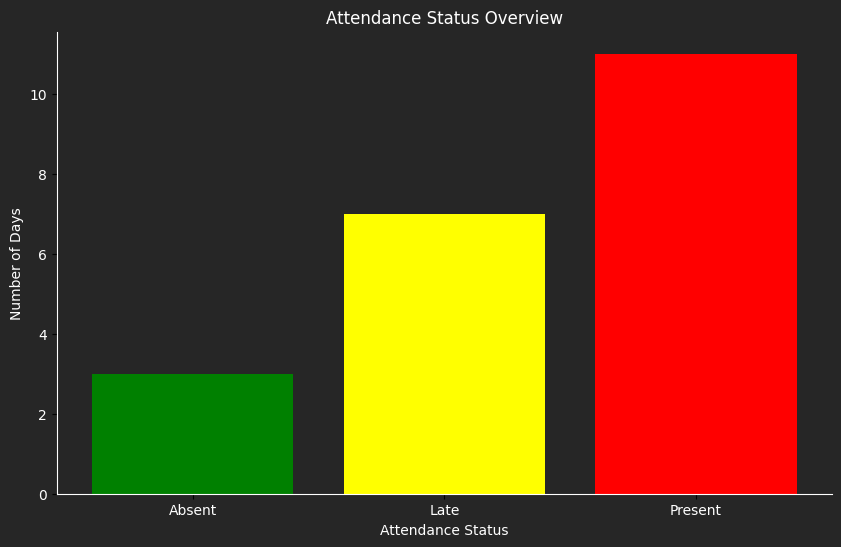 Attendance Status Overview
Number of Days
10
8
6
4
2
0
Absent Late Present
Attendance Status